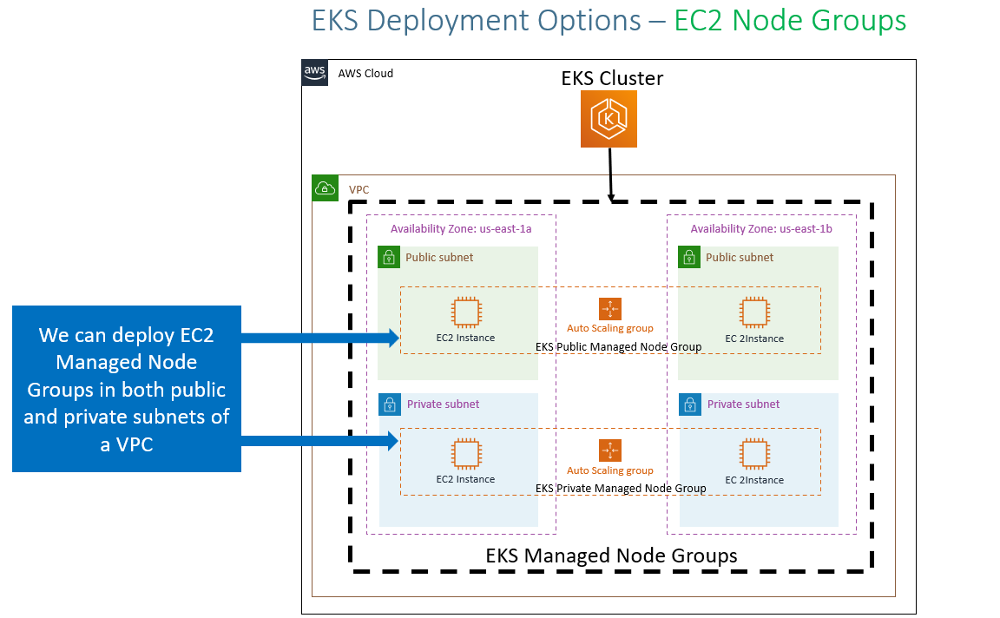 EKS Deployment Options – EC2 Node Groups
aws
AWS Cloud
EKS Cluster
K
VPC
Availability Zone: us-east-1a
Availability Zone: us-east-1b
Public subnet
Public subnet
EC2 Instance
Auto Scaling group
EC 2Instance
EKS Public Managed Node Group
We can deploy EC2
Managed Node
Groups in both public
and private subnets of
a VPC
Private subnet
Private subnet
EC2 Instance
Auto Scaling group
EC 2Instance
EKS Private Managed Node Group
EKS Managed Node Groups